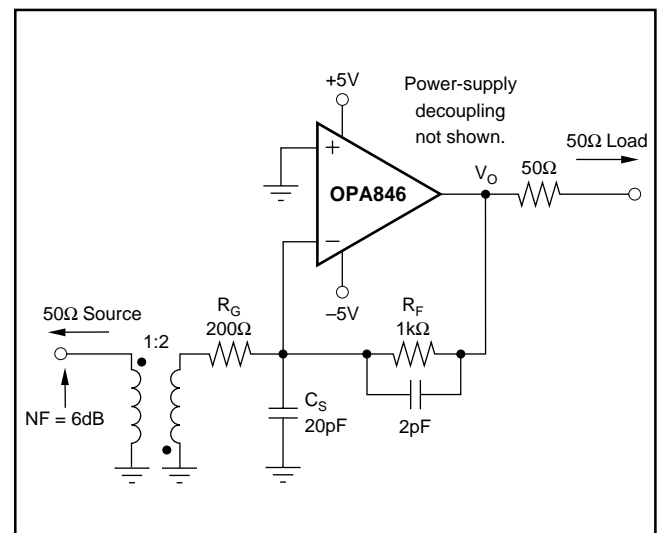 +5V
Power-supply
decoupling
not shown.
50Ω Load
50Ω
V_O
+
OPA846
−
–5V
R_G
200Ω
R_F
1kΩ
50Ω Source
1:2
C_S
20pF
2pF
NF = 6dB